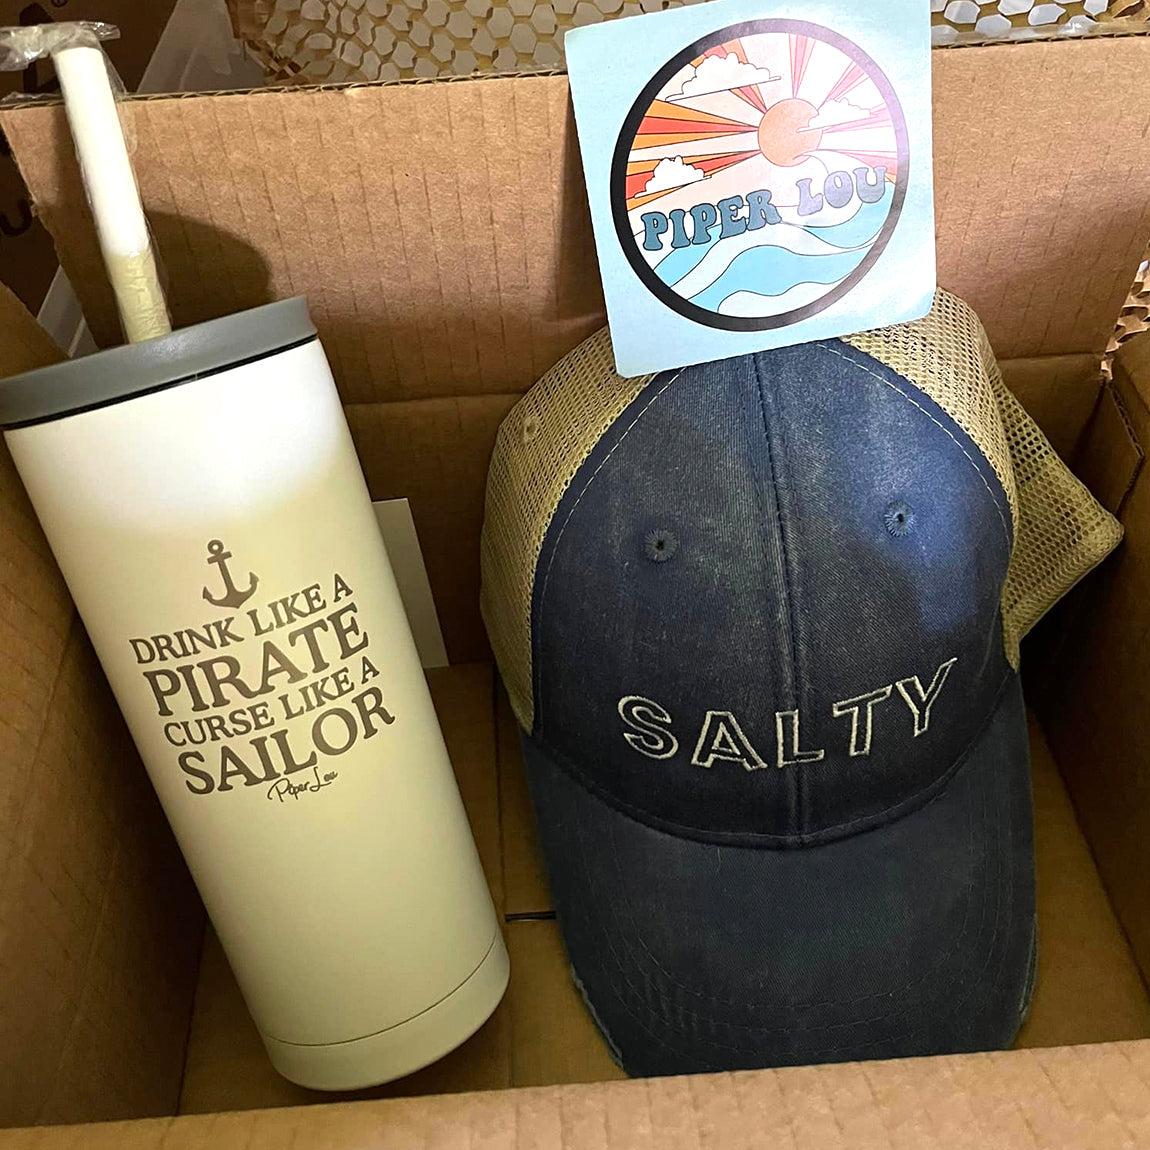 PIPER LOU
DRINK LIKE A
PIRATE
CURSE LIKE A
SAILOR
Piper Lou
SALTY